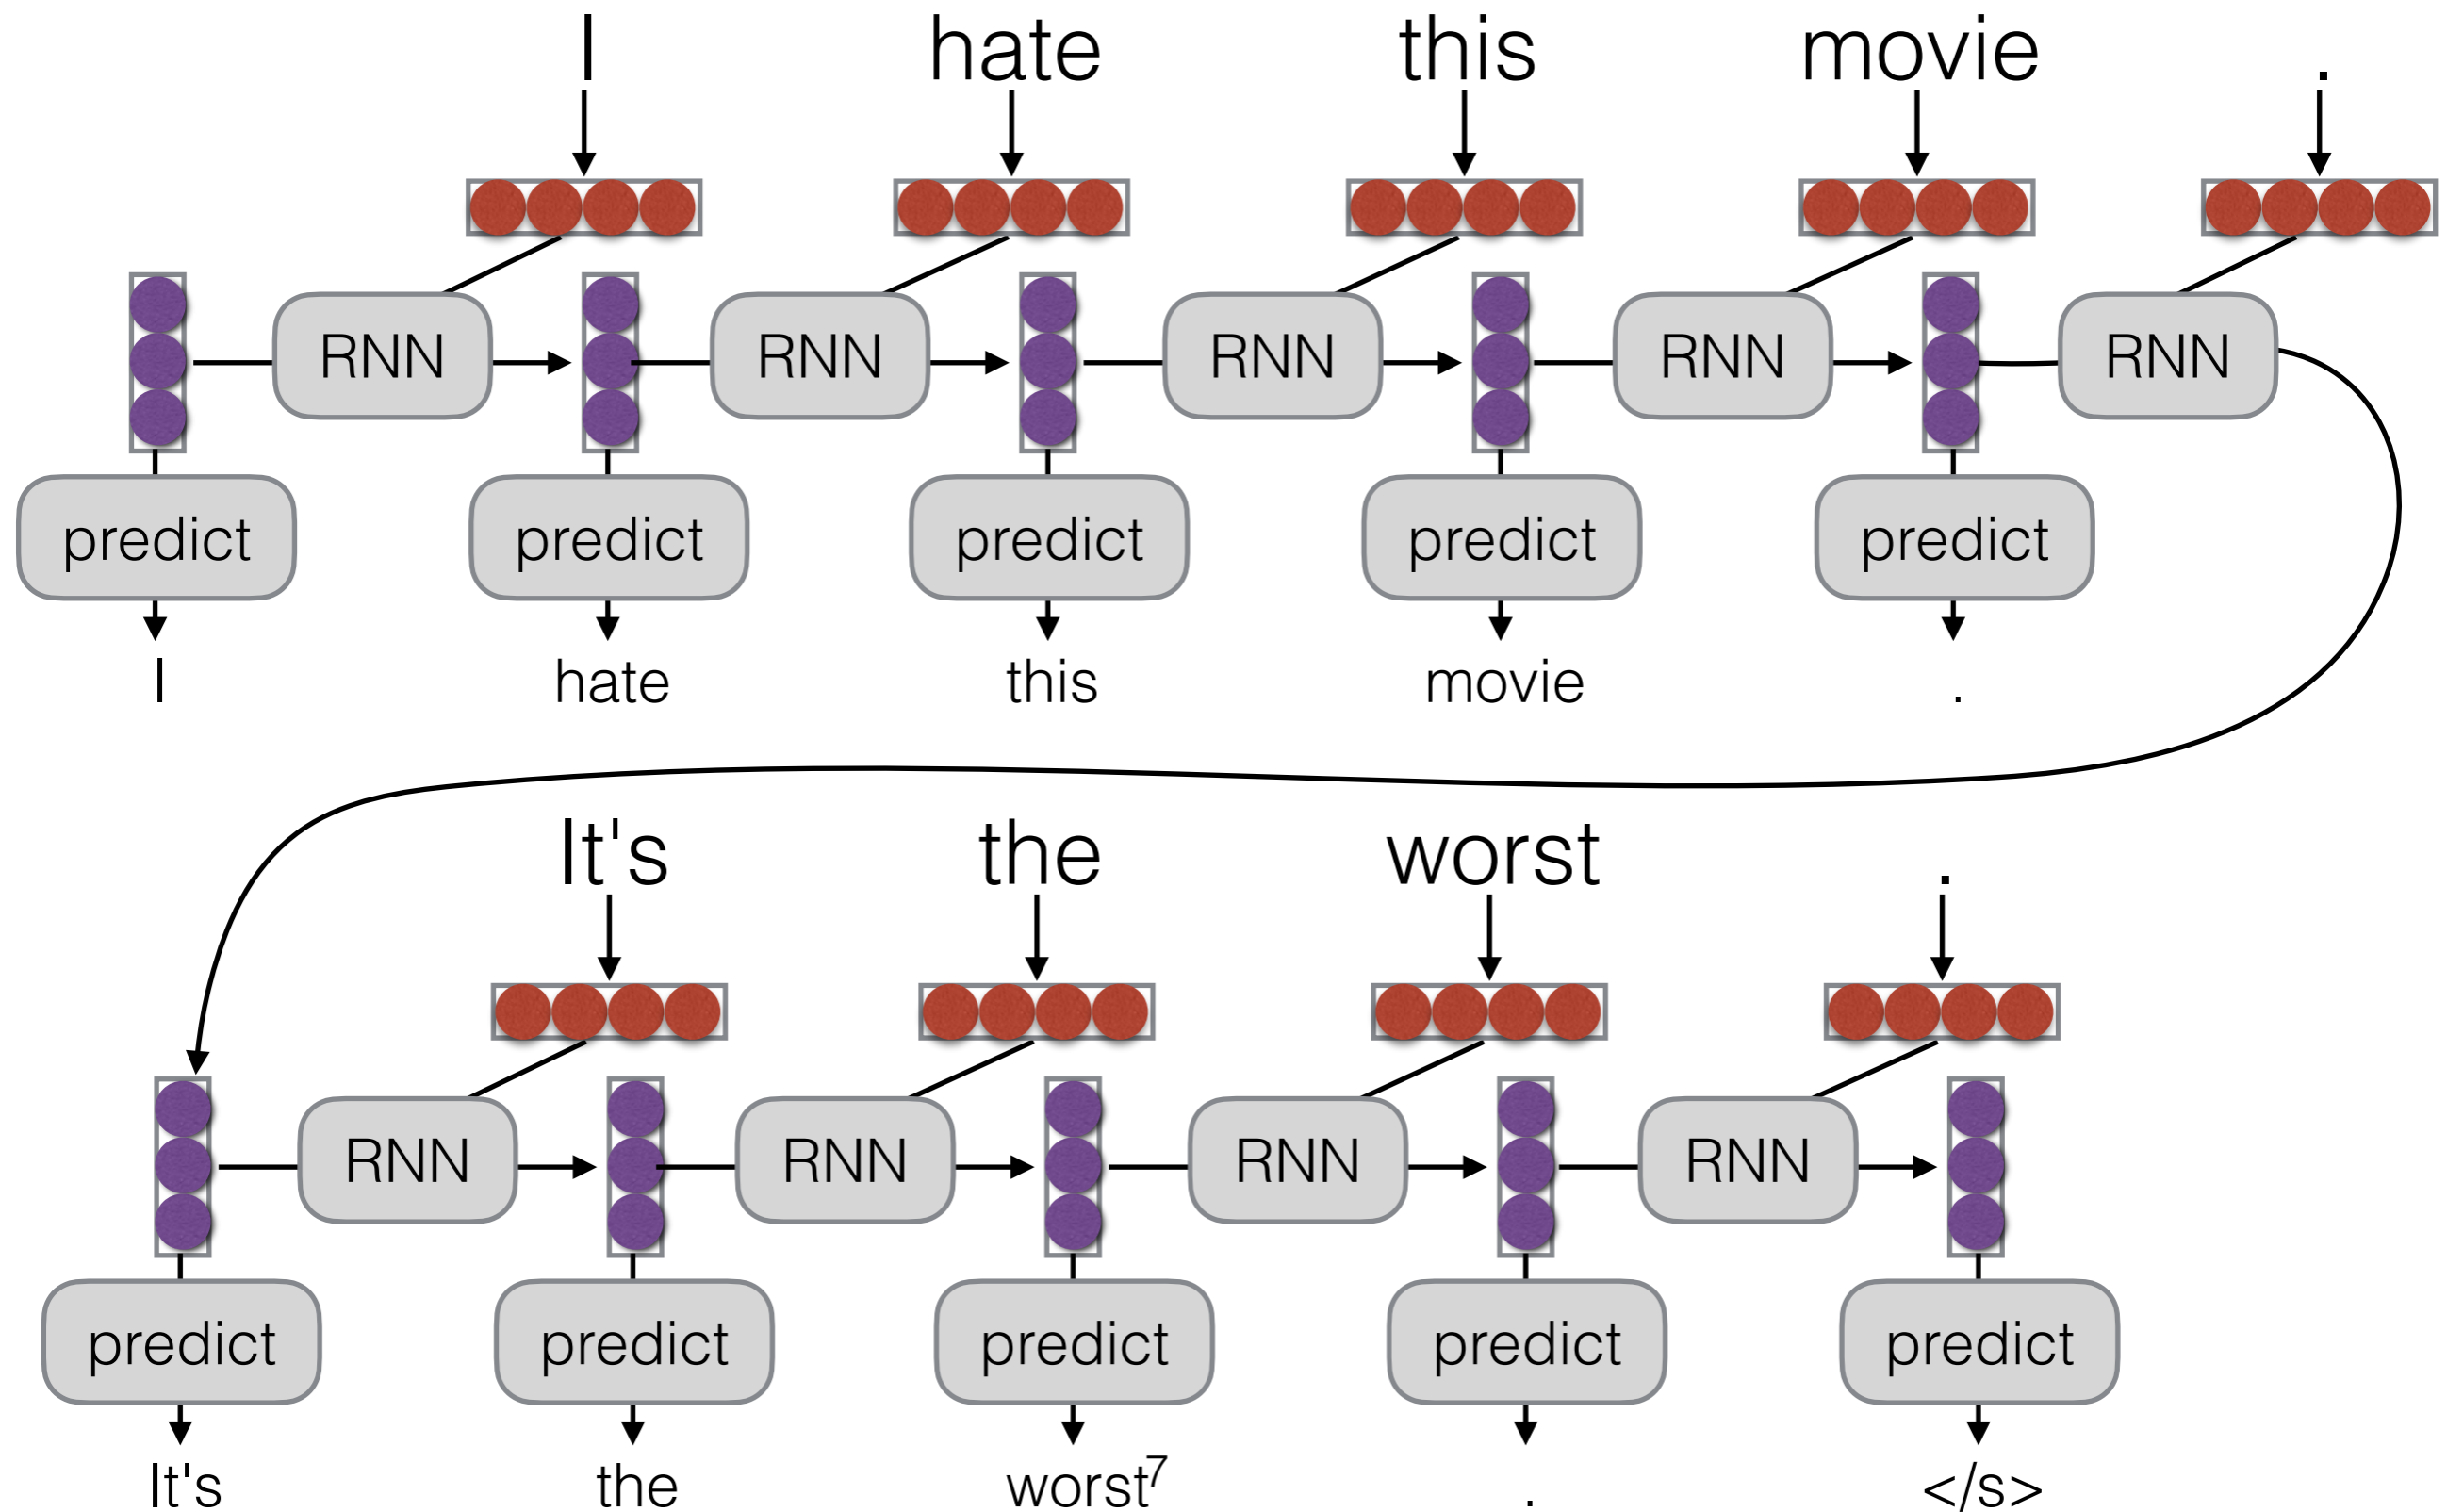 I hate this movie .
RNN RNN RNN RNN RNN
predict predict predict predict predict
I hate this movie .
It's the worst .
RNN RNN RNN RNN
predict predict predict predict predict
It's the worst7 . </s>